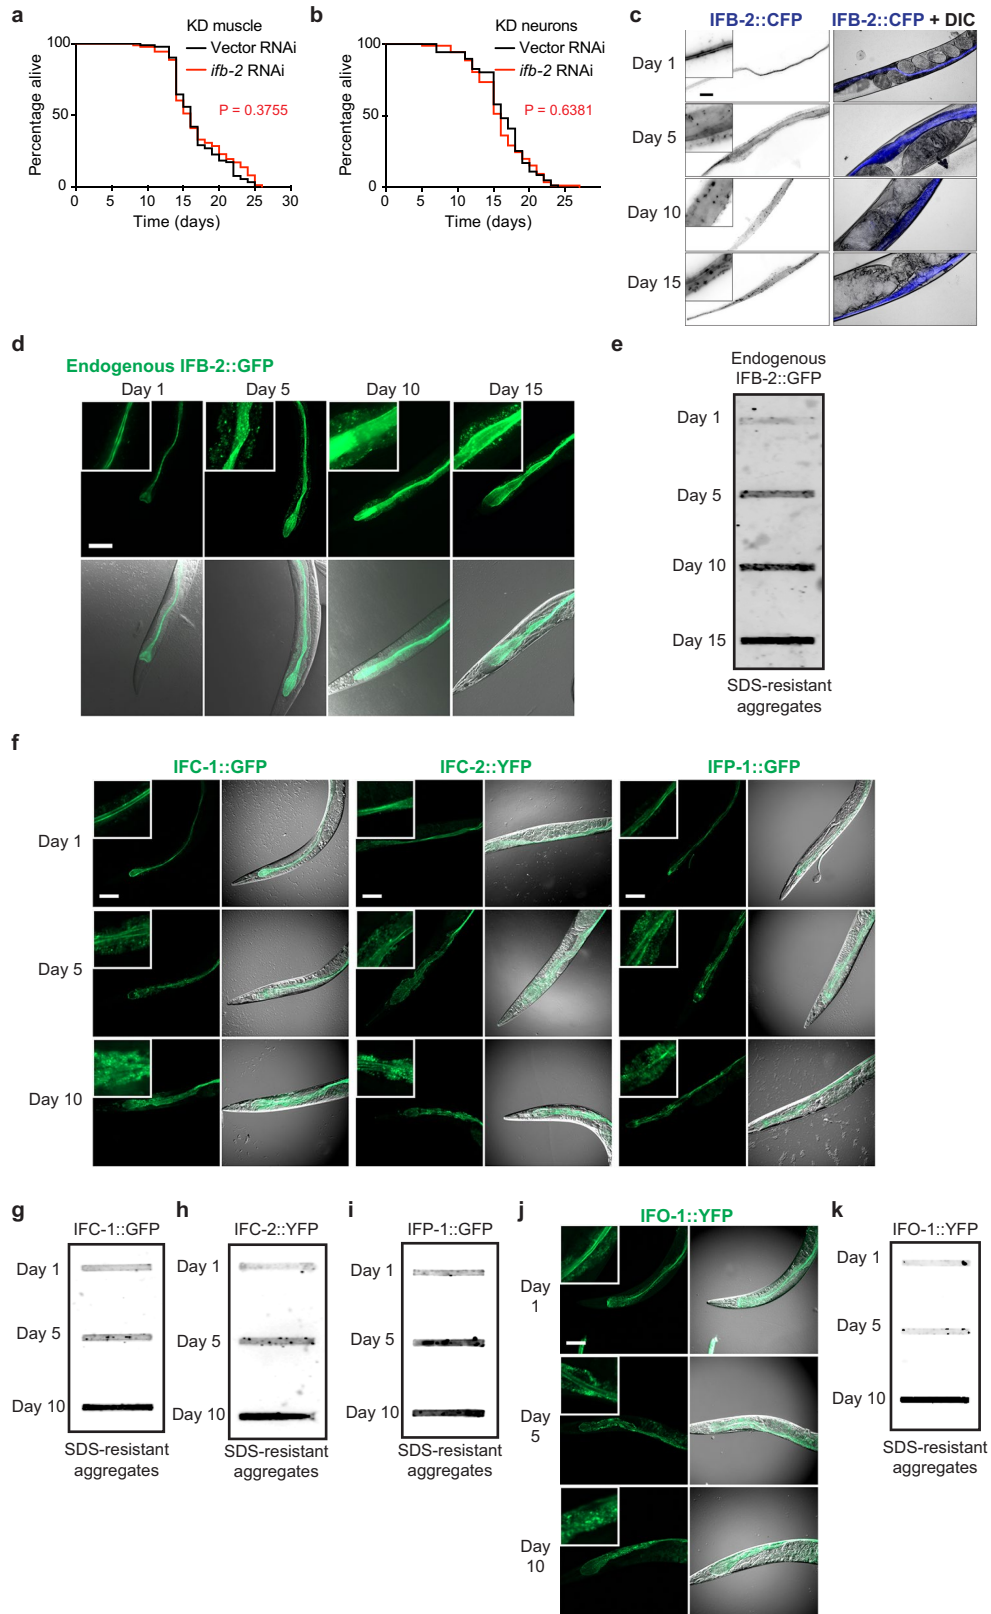 a
KD muscle
Vector RNAi
ifb-2 RNAi
P = 0.3755
Percentage alive
100
50
0
0 5 10 15 20 25 30
Time (days)
b
KD neurons
Vector RNAi
ifb-2 RNAi
P = 0.6381
Percentage alive
100
50
0
0 5 10 15 20 25
Time (days)
c
IFB-2::CFP
IFB-2::CFP + DIC
Day 1
Day 5
Day 10
Day 15
d
Endogenous IFB-2::GFP
Day 1
Day 5
Day 10
Day 15
e
Endogenous
IFB-2::GFP
Day 1
Day 5
Day 10
Day 15
SDS-resistant
aggregates
f
IFC-1::GFP
IFC-2::YFP
IFP-1::GFP
Day 1
Day 5
Day 10
g
IFC-1::GFP
Day 1
Day 5
Day 10
SDS-resistant
aggregates
h
IFC-2::YFP
Day 1
Day 5
Day 10
SDS-resistant
aggregates
i
IFP-1::GFP
Day 1
Day 5
Day 10
SDS-resistant
aggregates
j
IFO-1::YFP
Day
1
Day
5
Day
10
k
IFO-1::YFP
Day 1
Day 5
Day 10
SDS-resistant
aggregates